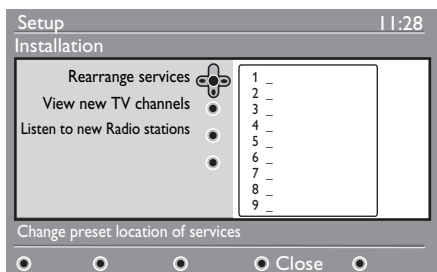 Setup 11:28
Installation
Rearrange services
View new TV channels
Listen to new Radio stations
1 _
2 _
3 _
4 _
5 _
6 _
7 _
8 _
9 _
Change preset location of services
Close